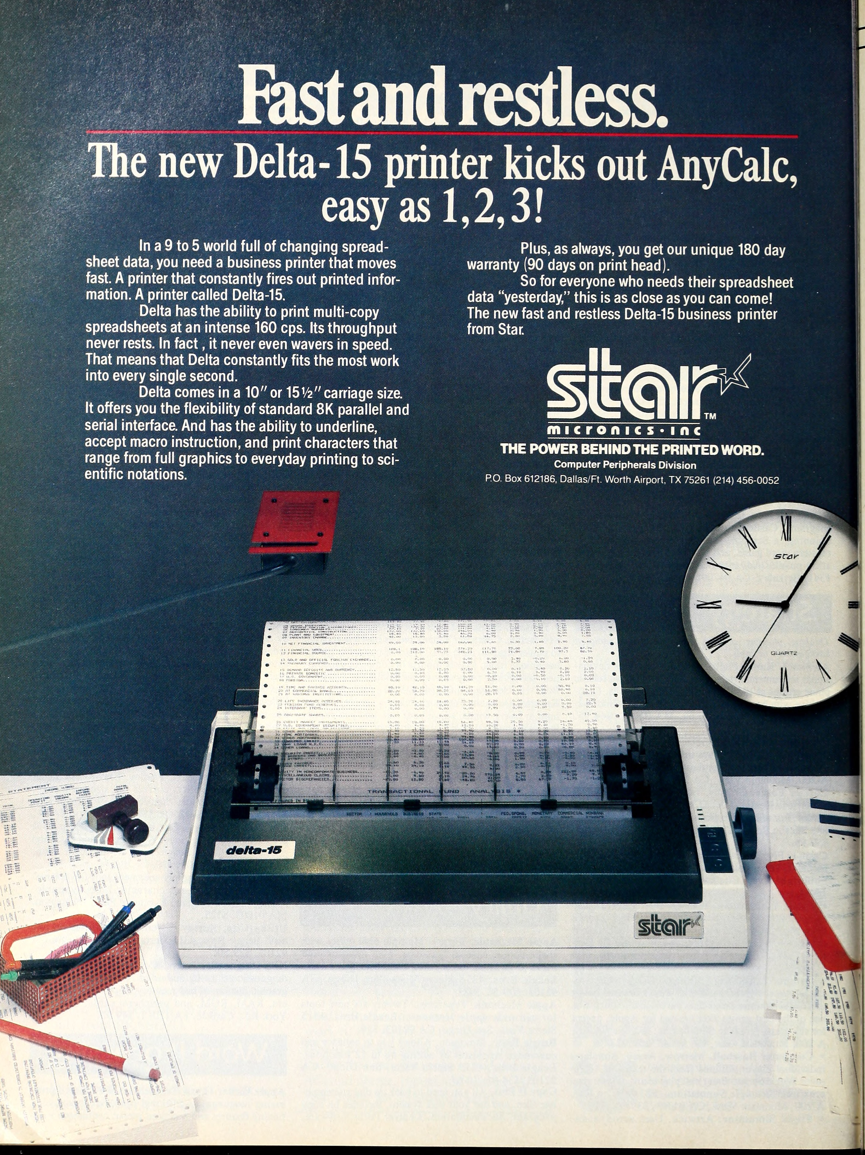 Fast and restless.
The new Delta-15 printer kicks out AnyCalc,
easy as 1,2,3!
In a 9 to 5 world full of changing spread-
sheet data, you need a business printer that moves
fast. A printer that constantly fires out printed infor-
mation. A printer called Delta-15.
Delta has the ability to print multi-copy
spreadsheets at an intense 160 cps. Its throughput
never rests. In fact , it never even wavers in speed.
That means that Delta constantly fits the most work
into every single second.
Delta comes in a 10″ or 15½″ carriage size.
It offers you the flexibility of standard 8K parallel and
serial interface. And has the ability to underline,
accept macro instruction, and print characters that
range from full graphics to everyday printing to sci-
entific notations.
Plus, as always, you get our unique 180 day
warranty (90 days on print head).
So for everyone who needs their spreadsheet
data “yesterday,” this is as close as you can come!
The new fast and restless Delta-15 business printer
from Star.
star™
micronics·inc
THE POWER BEHIND THE PRINTED WORD.
Computer Peripherals Division
P.O. Box 612186, Dallas/Ft. Worth Airport, TX 75261 (214) 456-0052
star
QUARTZ
TRANSACTIONAL FUND ANALYSIS
delta-15
star